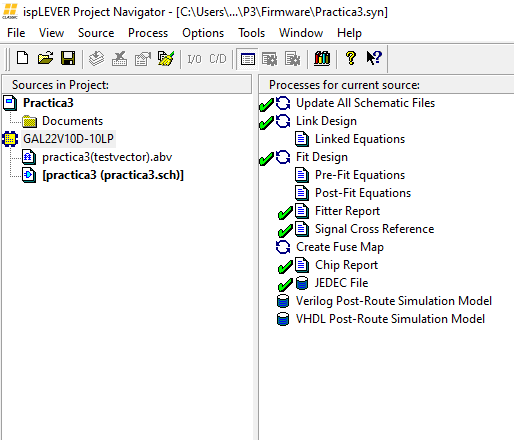 ispLEVER Project Navigator - [C:\Users\...\P3\Firmware\Practica3.syn]
CLASSIC
File View Source Process Options Tools Window Help
I/O C/D
Sources in Project:
Practica3
Documents
GAL22V10D-10LP
practica3(testvector).abv
[practica3 (practica3.sch)]
Processes for current source:
Update All Schematic Files
Link Design
Linked Equations
Fit Design
Pre-Fit Equations
Post-Fit Equations
Fitter Report
Signal Cross Reference
Create Fuse Map
Chip Report
JEDEC File
Verilog Post-Route Simulation Model
VHDL Post-Route Simulation Model